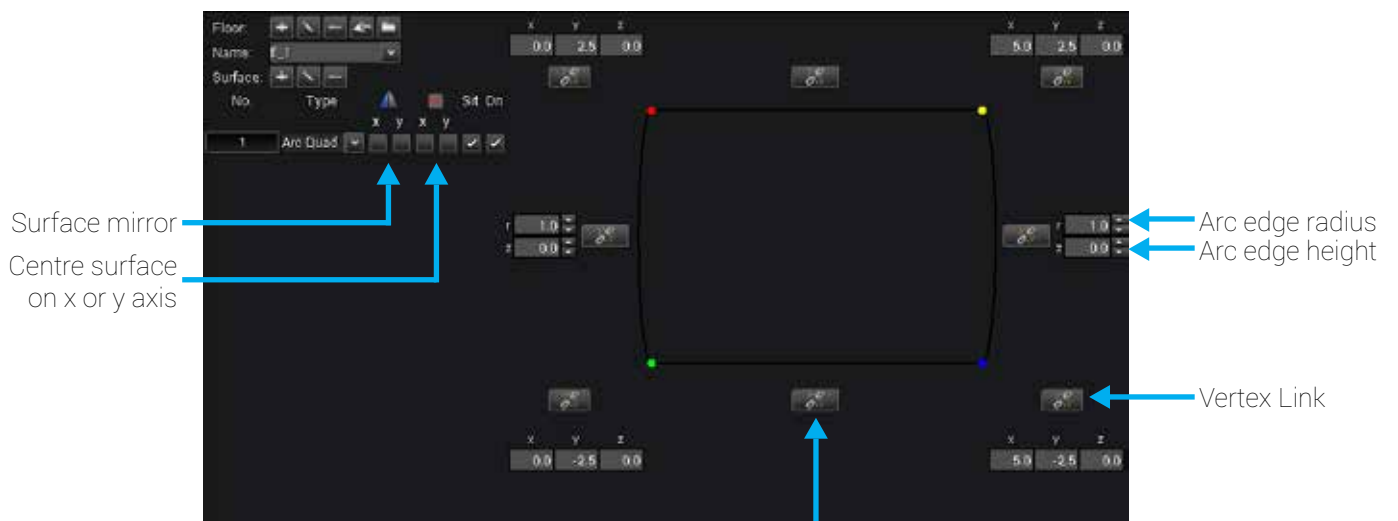 Floor:
x y z x y z
0.0 2.5 0.0 5.0 2.5 0.0
Name: f_1
Surface:
No. Type Srf On
x y x y
1 Arc Quad
Surface mirror
r 1.0 r 1.0 Arc edge radius
z 0.0 z 0.0 Arc edge height
Centre surface
on x or y axis
Vertex Link
x y z x y z
0.0 -2.5 0.0 5.0 -2.5 0.0